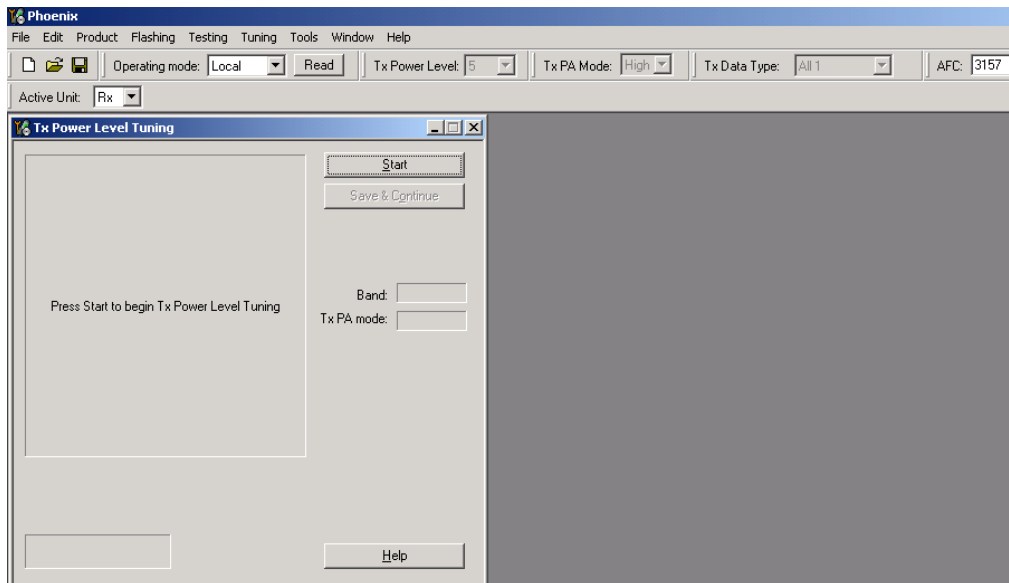 Phoenix
File Edit Product Flashing Testing Tuning Tools Window Help
Operating mode: Local Read Tx Power Level: 5 Tx PA Mode: High Tx Data Type: All 1 AFC: 3157
Active Unit: Rx
Tx Power Level Tuning
Start
Save & Continue
Press Start to begin Tx Power Level Tuning
Band:
Tx PA mode:
Help